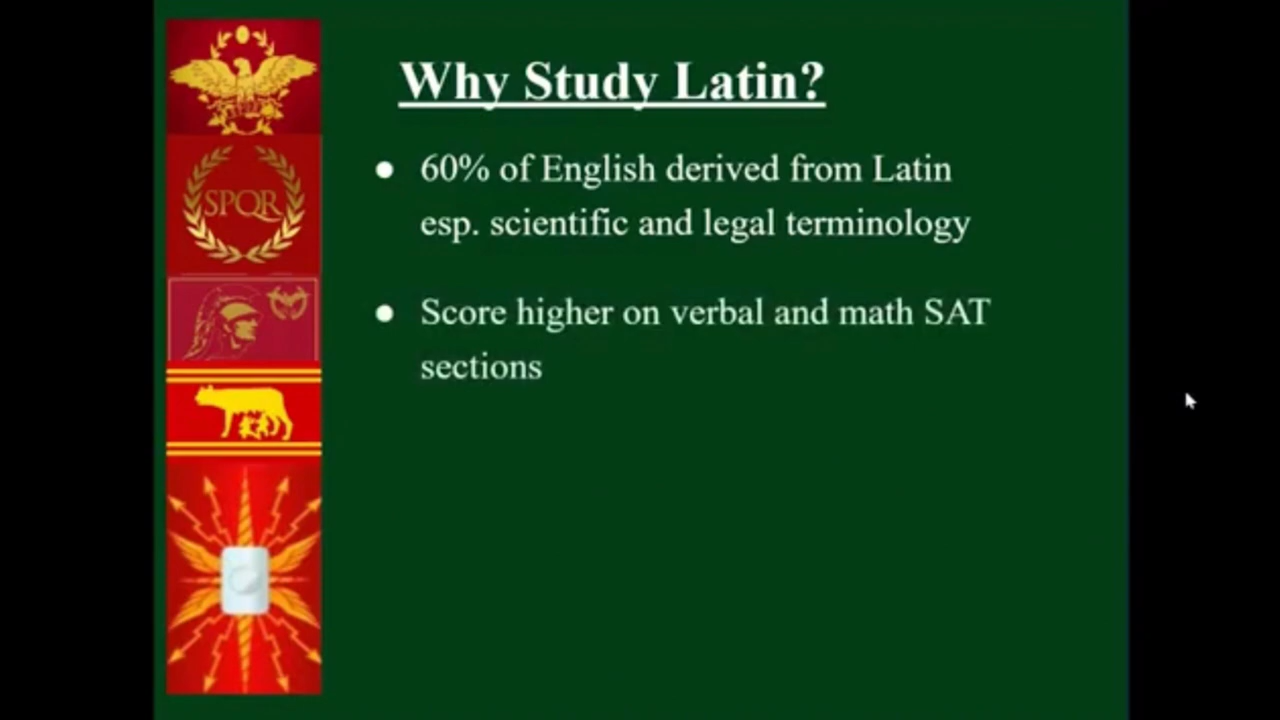 Why Study Latin?
● 60% of English derived from Latin
esp. scientific and legal terminology
● Score higher on verbal and math SAT
sections
SPQR